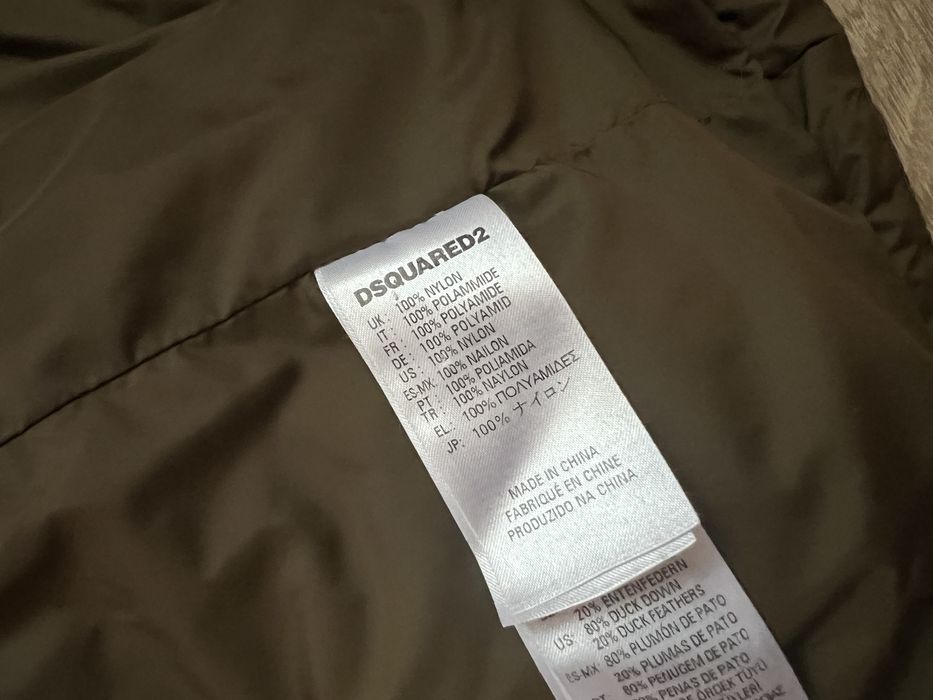 DSQUARED2
UK: 100% NYLON
IT: 100% POLAMMIDE
FR: 100% POLYAMIDE
DE: 100% POLYAMID
US: 100% NYLON
ES-MX: 100% NAILON
PT: 100% POLIAMIDA
TR: 100% NAYLON
EL: 100% ΠΟΛΥΑΜΙΔΕΣ
JP: 100% ナイロン
MADE IN CHINA
FABRIQUÉ EN CHINE
PRODUZIDO NA CHINA
20% ENTENFEDERN
US: 80% DUCK DOWN
20% DUCK FEATHERS
ES-MX: 80% PLUMÓN DE PATO
20% PLUMAS DE PATO
80% PENUGEM DE PATO
PENAS DE PATO
(ÖRDEK TÜYÜ)